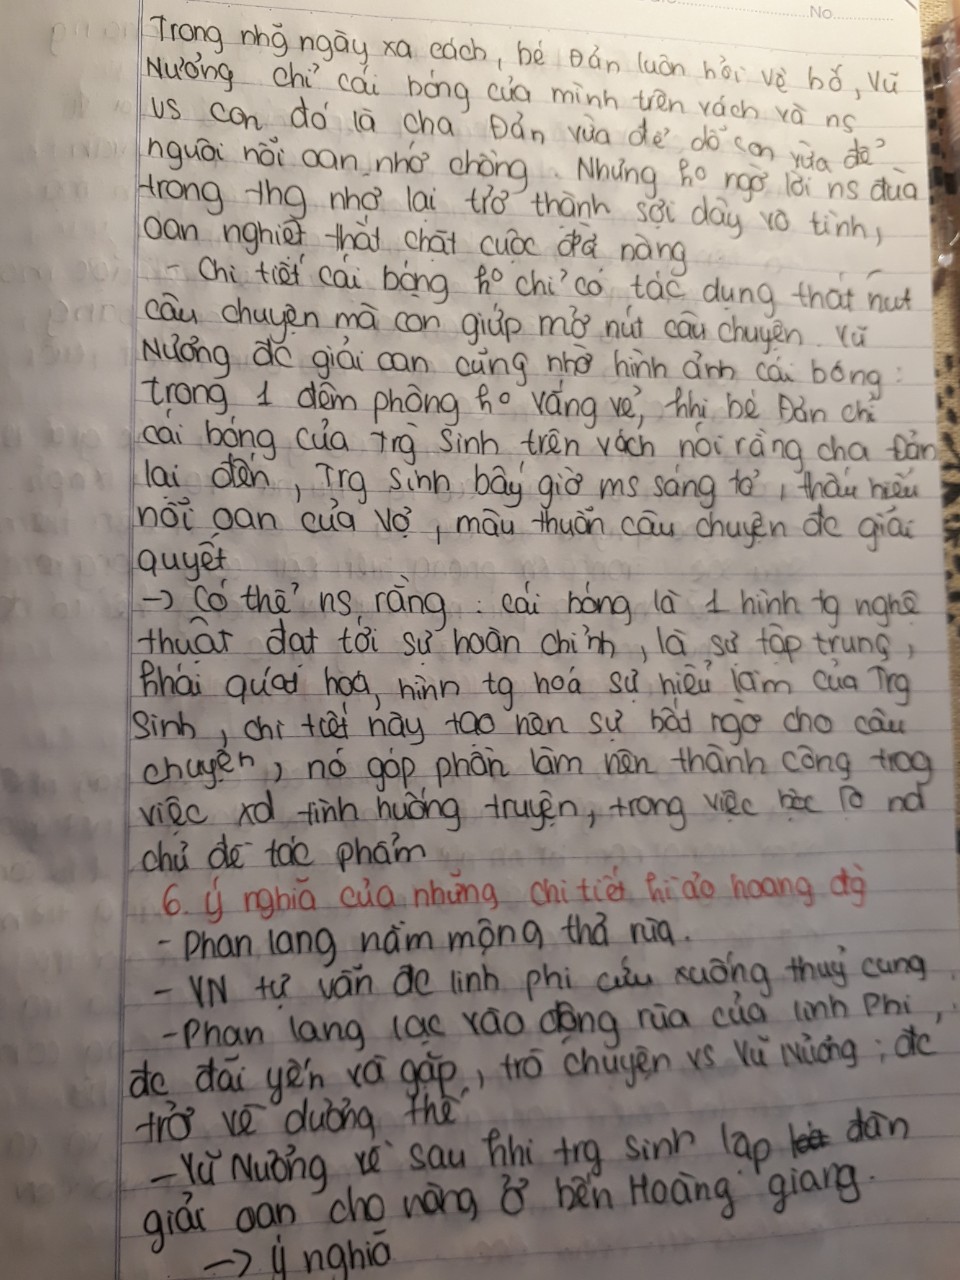 No
Trong nhg ngày xa cách, bé Đản luôn hỏi về bố, Vũ
Nương chỉ cái bóng của mình trên vách và ns
vs con đó là cha Đản vừa để dỗ con vừa để
người nỗi oan nhớ chồng. Nhưng ko ngờ lời ns đùa
trong thg nhớ lại trở thành sợi dây vô tình,
oan nghiệt thắt chặt cuộc đời nàng
- Chi tiết cái bóng ko chỉ có tác dụng thắt nút
câu chuyện mà còn giúp mở nút câu chuyện. Vũ
Nương đc giải oan cũng nhờ hình ảnh cái bóng:
trong 1 đêm phòng ko vắng vẻ, khi bé Đản chỉ
cái bóng của Trg Sinh trên vách nói rằng cha Đản
lại đến, Trg Sinh bấy giờ ms sáng tỏ, thấu hiểu
nỗi oan của vợ, mâu thuẫn câu chuyện đc giải
quyết
-> Có thể ns rằng: cái bóng là 1 hình tg nghệ
thuật đạt tới sự hoàn chỉnh, là sự tập trung,
khái quát hoá, hình tg hoá sự hiểu lầm của Trg
Sinh, chi tiết này tạo nên sự bất ngờ cho câu
chuyện, nó góp phần làm nên thành công trog
việc xd tình huống truyện, trong việc bộc lộ nd
chủ đề tác phẩm
6. Ý nghĩa của những chi tiết kì ảo hoang đg
- Phan lang nằm mộng thả rùa.
- VN tự vẫn đc linh phi cứu xuống thuỷ cung
- Phan lang lạc vào động rùa của linh Phi,
đc đãi yến và gặp, trò chuyện vs Vũ Nương; đc
trở về dương thế
- Vũ Nương về sau khi trg sinh lập đàn
giải oan cho nàng ở bến Hoàng giang.
-> Ý nghĩa